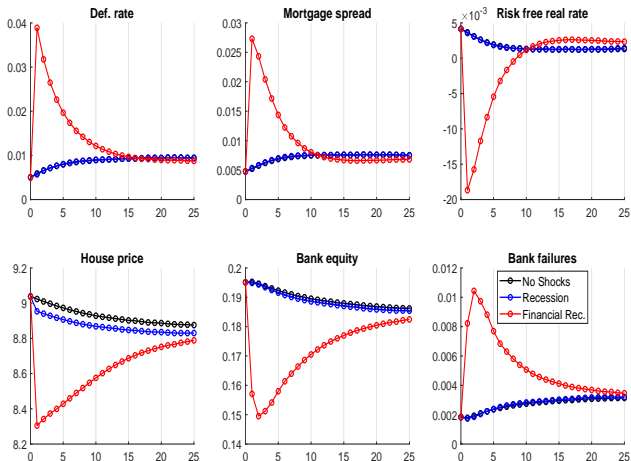 Def. rate
0.04
0.03
0.02
0.01
0
0 5 10 15 20 25
Mortgage spread
0.03
0.025
0.02
0.015
0.01
0.005
0
0 5 10 15 20 25
Risk free real rate
×10⁻³
5
0
-5
-10
-15
-20
0 5 10 15 20 25
House price
9.2
9
8.8
8.6
8.4
8.2
0 5 10 15 20 25
Bank equity
0.2
0.19
0.18
0.17
0.16
0.15
0.14
0 5 10 15 20 25
Bank failures
0.012
0.01
0.008
0.006
0.004
0.002
0
0 5 10 15 20 25
No Shocks
Recession
Financial Rec.